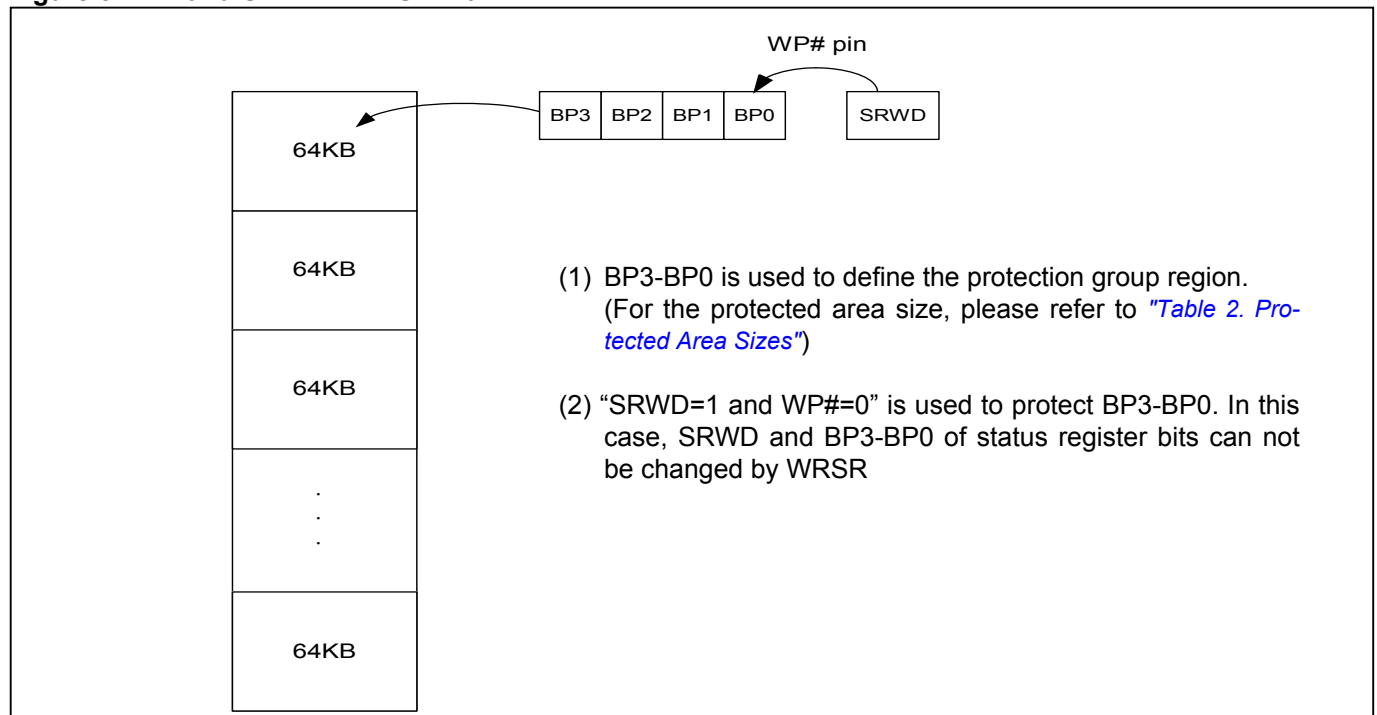 WP# pin
BP3 BP2 BP1 BP0 SRWD
64KB
64KB
(1) BP3-BP0 is used to define the protection group region.
(For the protected area size, please refer to "Table 2. Pro-
tected Area Sizes")
64KB
(2) “SRWD=1 and WP#=0” is used to protect BP3-BP0. In this
case, SRWD and BP3-BP0 of status register bits can not
be changed by WRSR
.
.
.
64KB